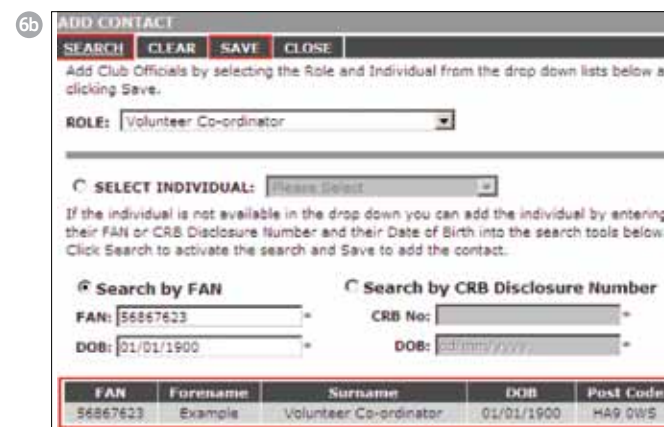 6b
ADD CONTACT
SEARCH CLEAR SAVE CLOSE
Add Club Officials by selecting the Role and Individual from the drop down lists below a
clicking Save.
ROLE: Volunteer Co-ordinator
SELECT INDIVIDUAL: Please Select
If the individual is not available in the drop down you can add the individual by entering
their FAN or CRB Disclosure Number and their Date of Birth into the search tools below.
Click Search to activate the search and Save to add the contact.
Search by FAN Search by CRB Disclosure Number
FAN: 56867623 * CRB No: *
DOB: 01/01/1900 * DOB: dd/mm/yyyy *
FAN Forename Surname DOB Post Code
56867623 Example Volunteer Co-ordinator 01/01/1900 HA9 0WS